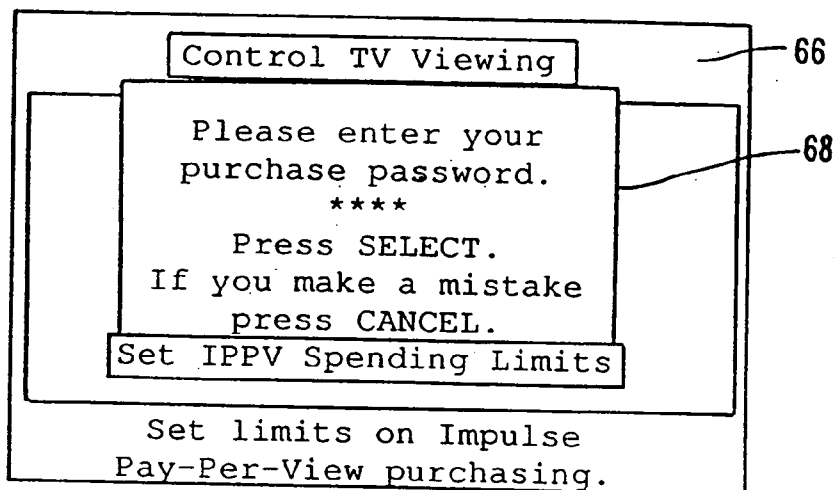 Control TV Viewing
66
Please enter your
purchase password.
68
****
Press SELECT.
If you make a mistake
press CANCEL.
Set IPPV Spending Limits
Set limits on Impulse
Pay-Per-View purchasing.